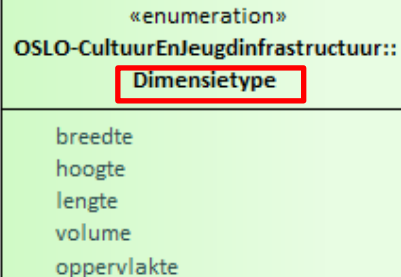 «enumeration»
OSLO-CultuurEnJeugdinfrastructuur::
Dimensietype
breedte
hoogte
lengte
volume
oppervlakte